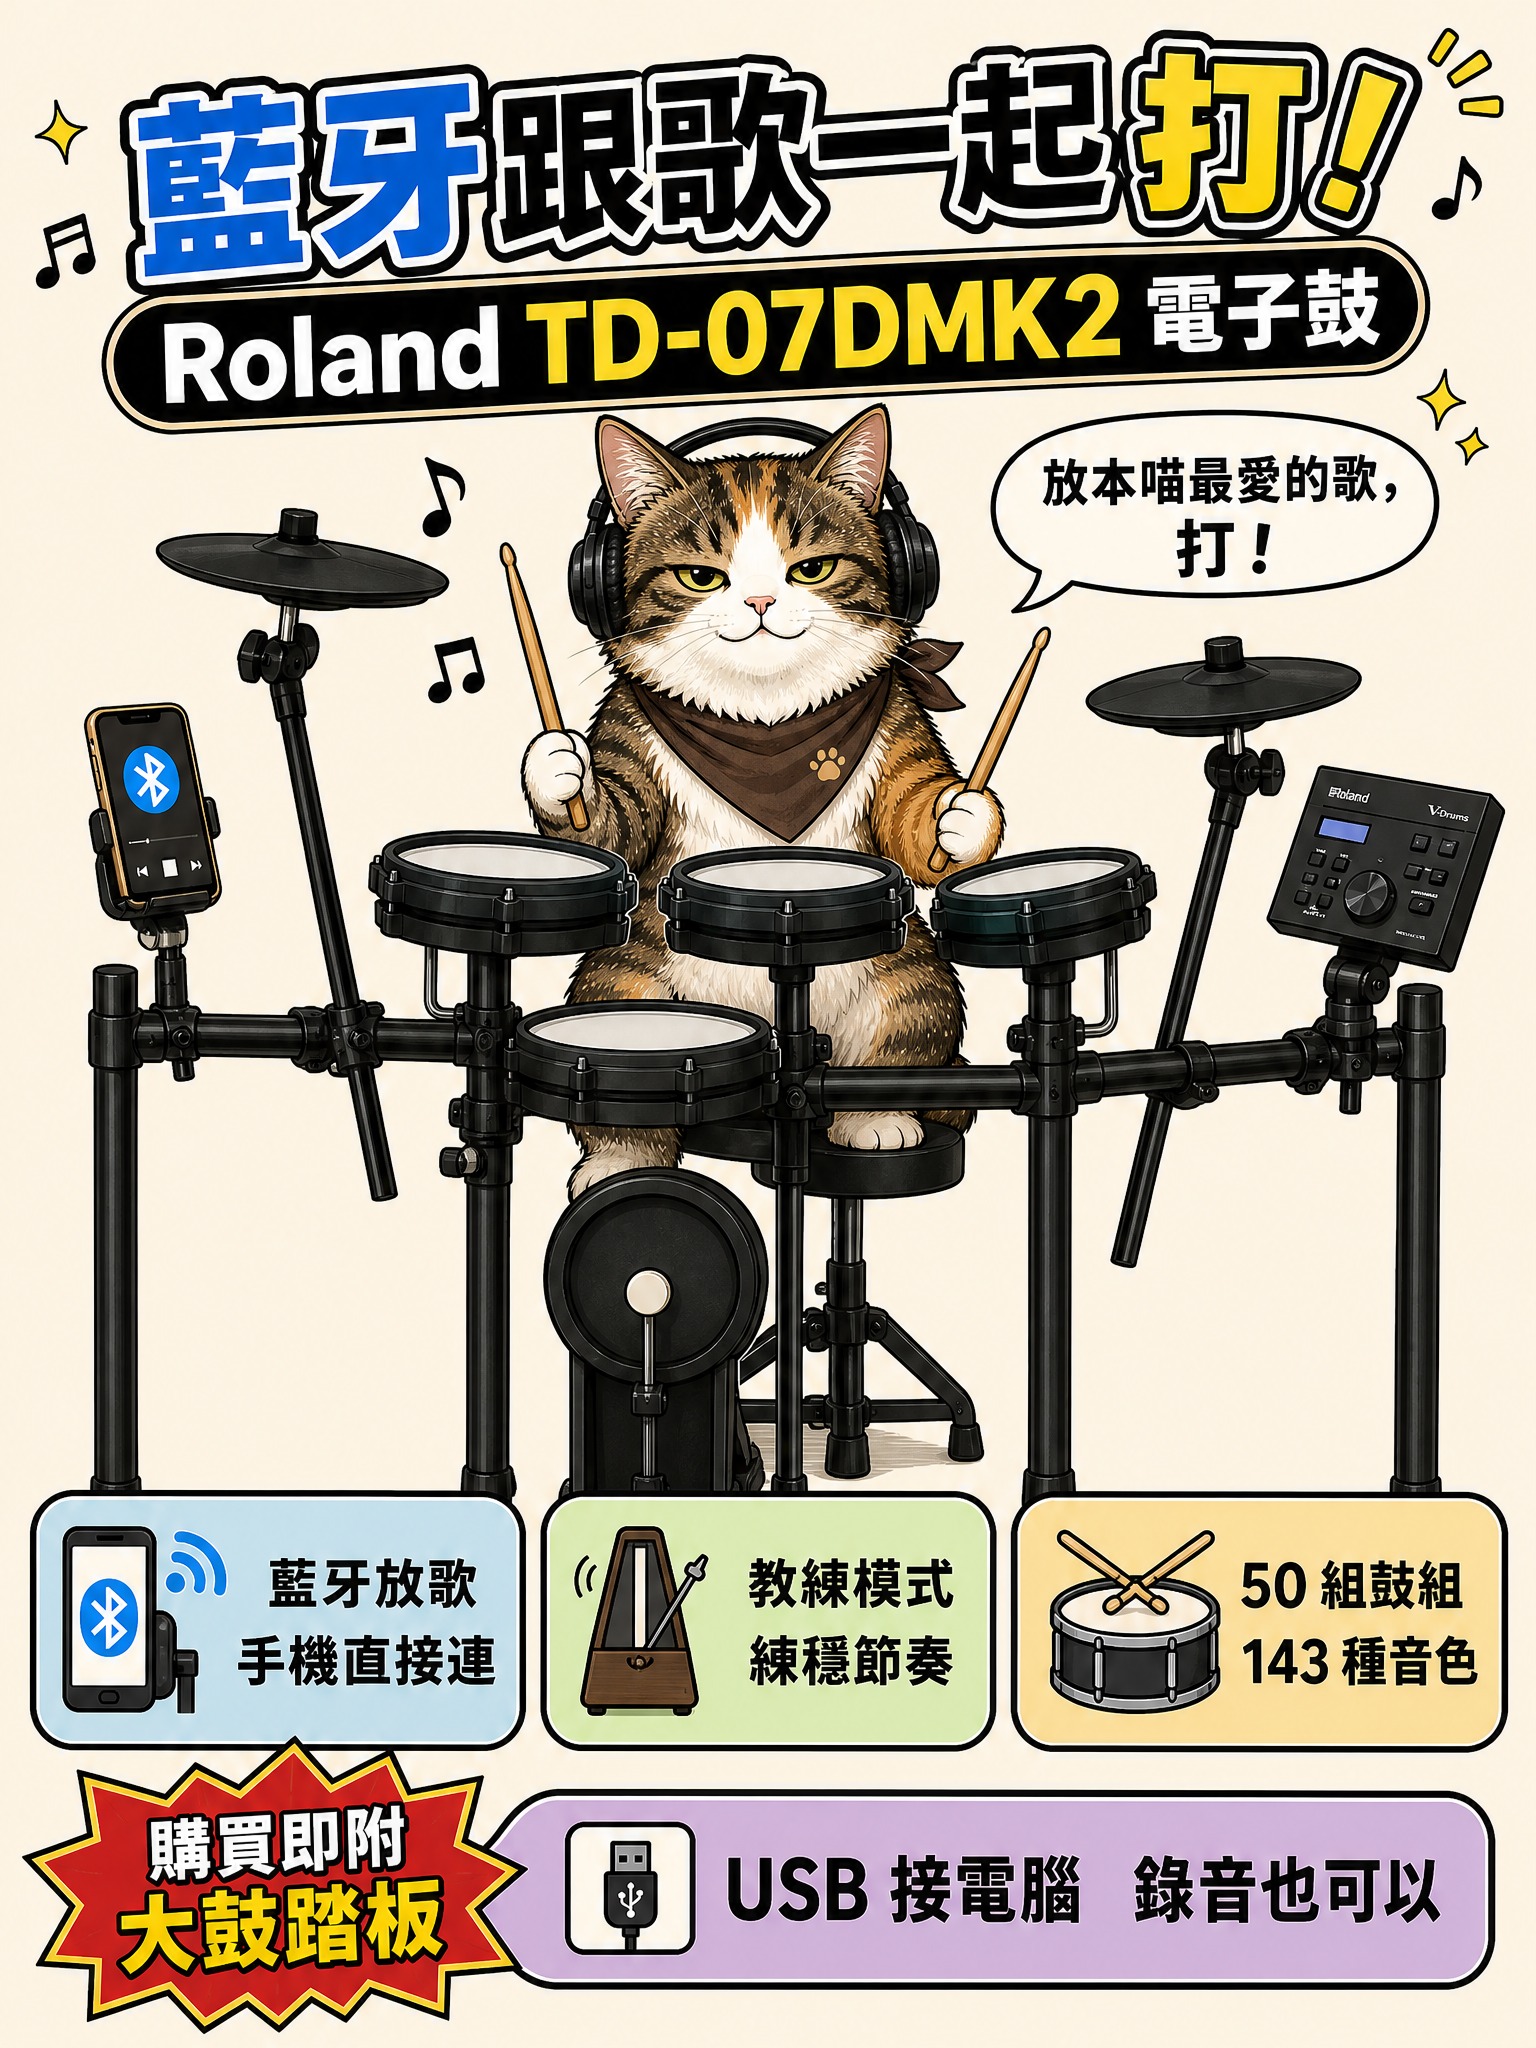 藍牙跟歌一起打！
Roland TD-07DMK2 電子鼓
放本喵最愛的歌，
打！
Roland
V-Drums
藍牙放歌
手機直接連
教練模式
練穩節奏
50 組鼓組
143 種音色
購買即附
大鼓踏板
USB 接電腦 錄音也可以